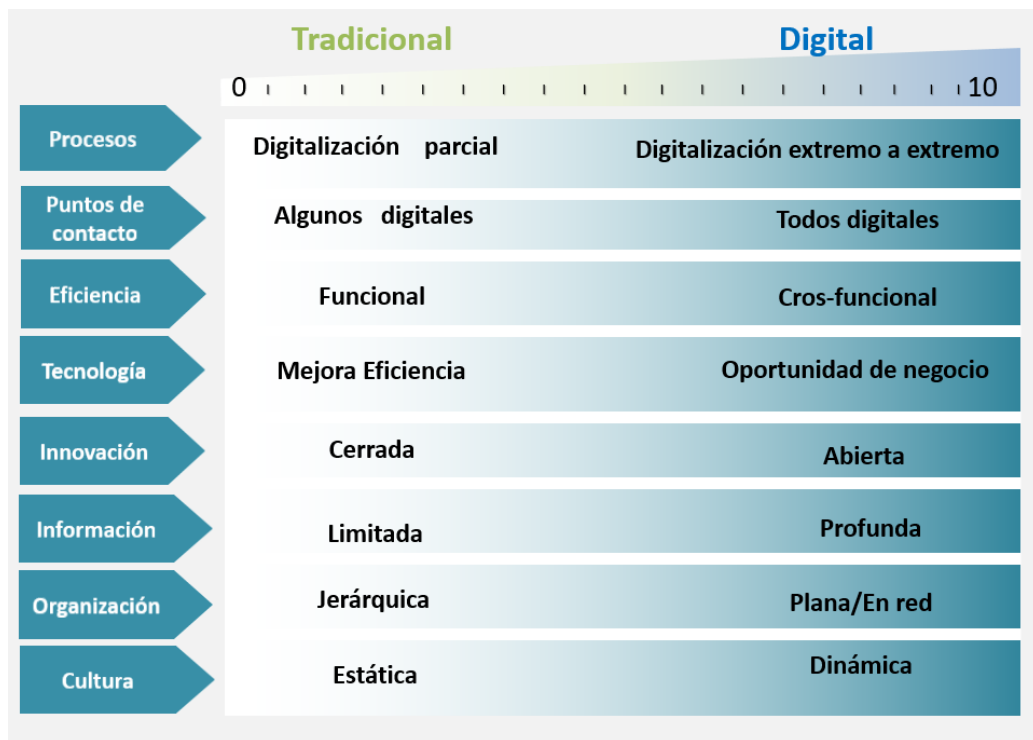 Tradicional Digital
0 10
Procesos Digitalización parcial Digitalización extremo a extremo
Puntos de
contacto Algunos digitales Todos digitales
Eficiencia Funcional Cros-funcional
Tecnología Mejora Eficiencia Oportunidad de negocio
Innovación Cerrada Abierta
Información Limitada Profunda
Organización Jerárquica Plana/En red
Cultura Estática Dinámica